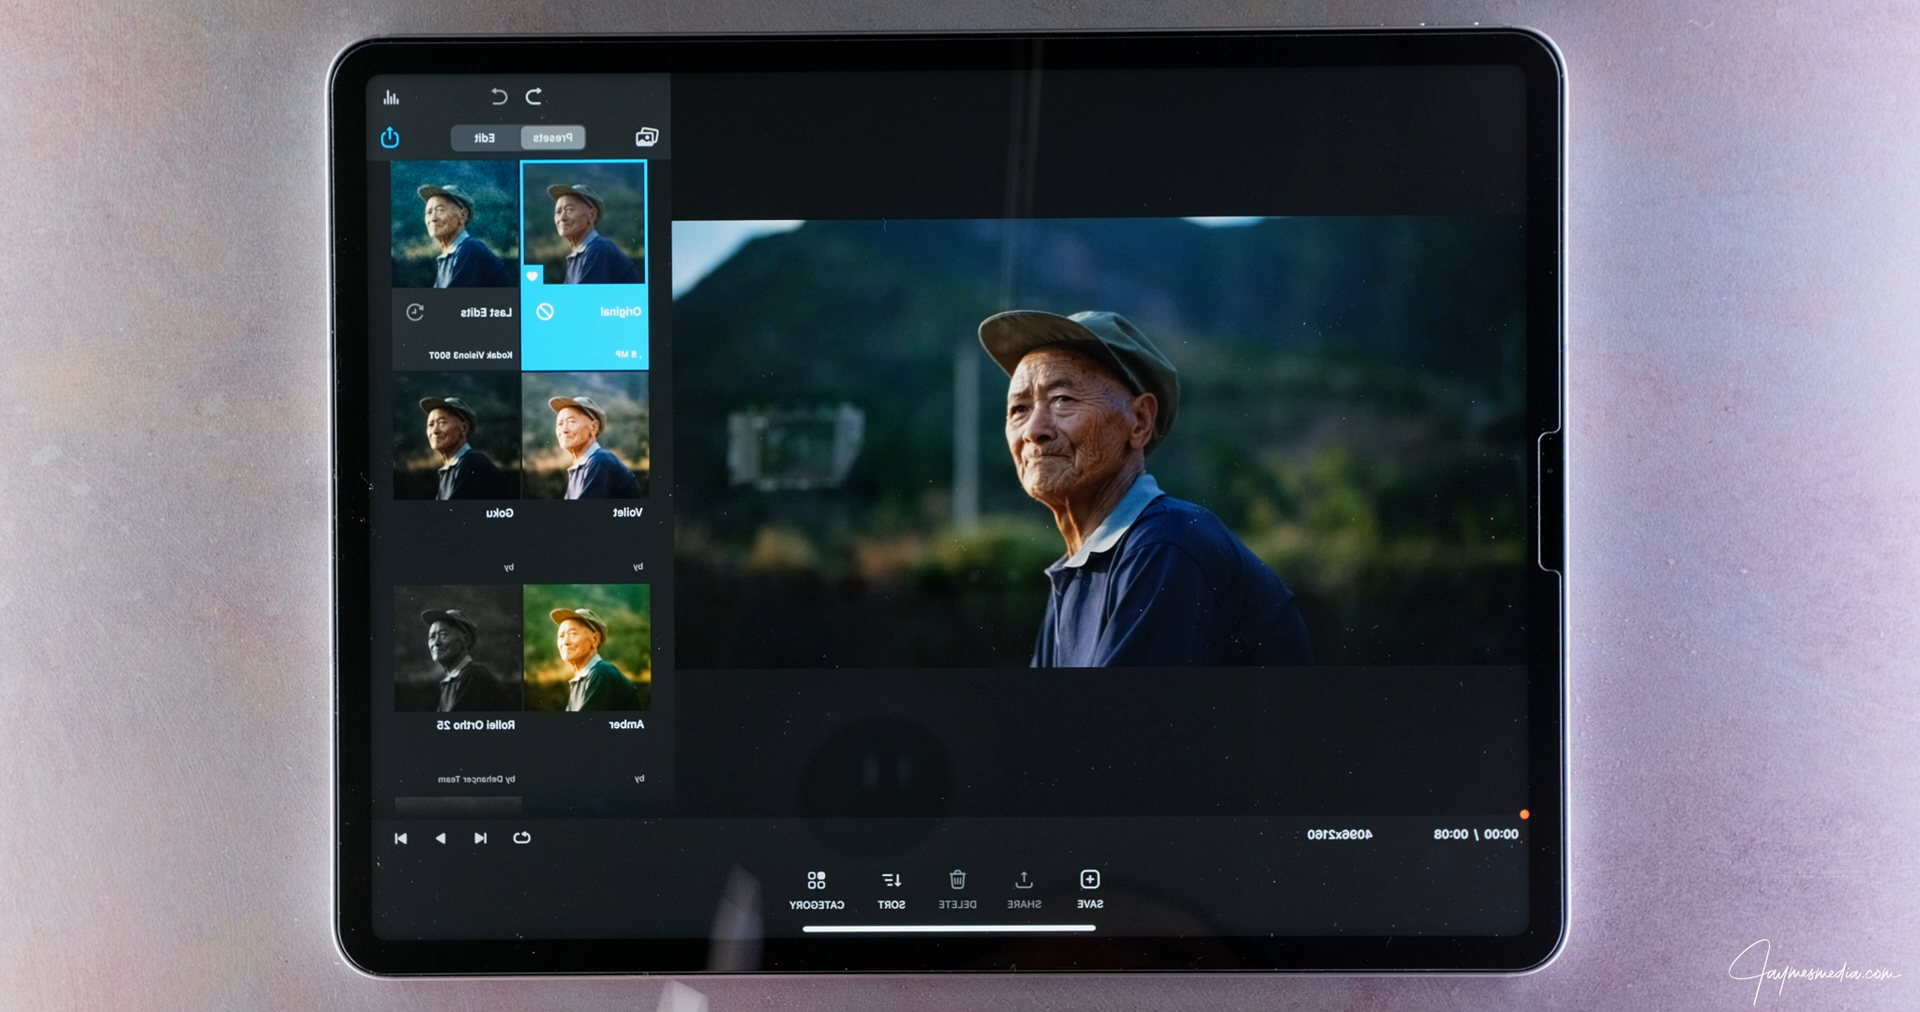 Presets
Edit
Original
Last Edits
8 MP
Kodak Vision3 500T
Voilet
Goku
by
by
Amber
Rollei Ortho 25
by
by Dehancer Team
00:00 / 00:08
4096x2160
SAVE
SHARE
DELETE
SORT
CATEGORY
Jaymesmedia.com